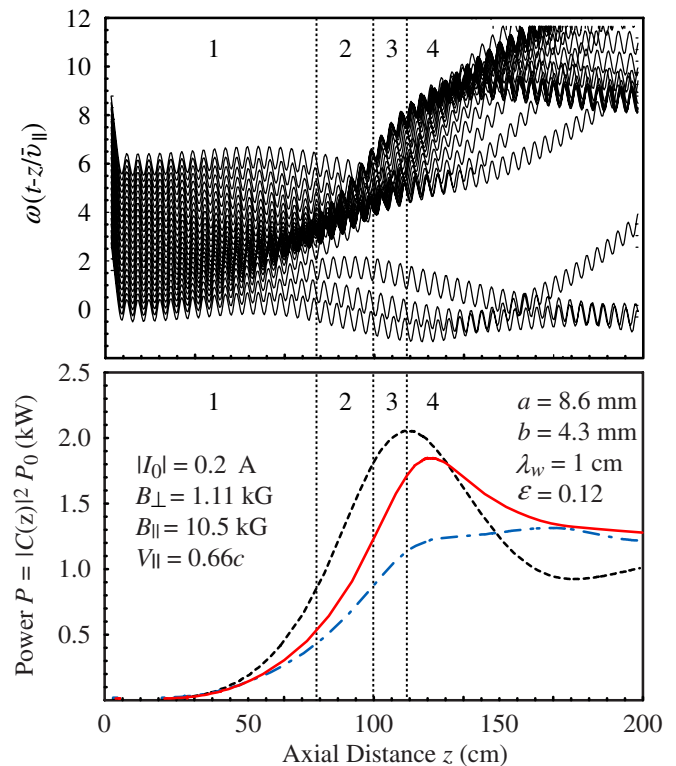 12
10
8
6
4
2
0
ω(t-z/v̄∥)
1 2 3 4
2.5
2.0
1.5
1.0
0.5
Power P = |C(z)|² P₀ (kW)
1 2 3 4
|I₀| = 0.2 A
B⊥ = 1.11 kG
B∥ = 10.5 kG
V∥ = 0.66c
a = 8.6 mm
b = 4.3 mm
λw = 1 cm
ε = 0.12
0 50 100 150 200
Axial Distance z (cm)